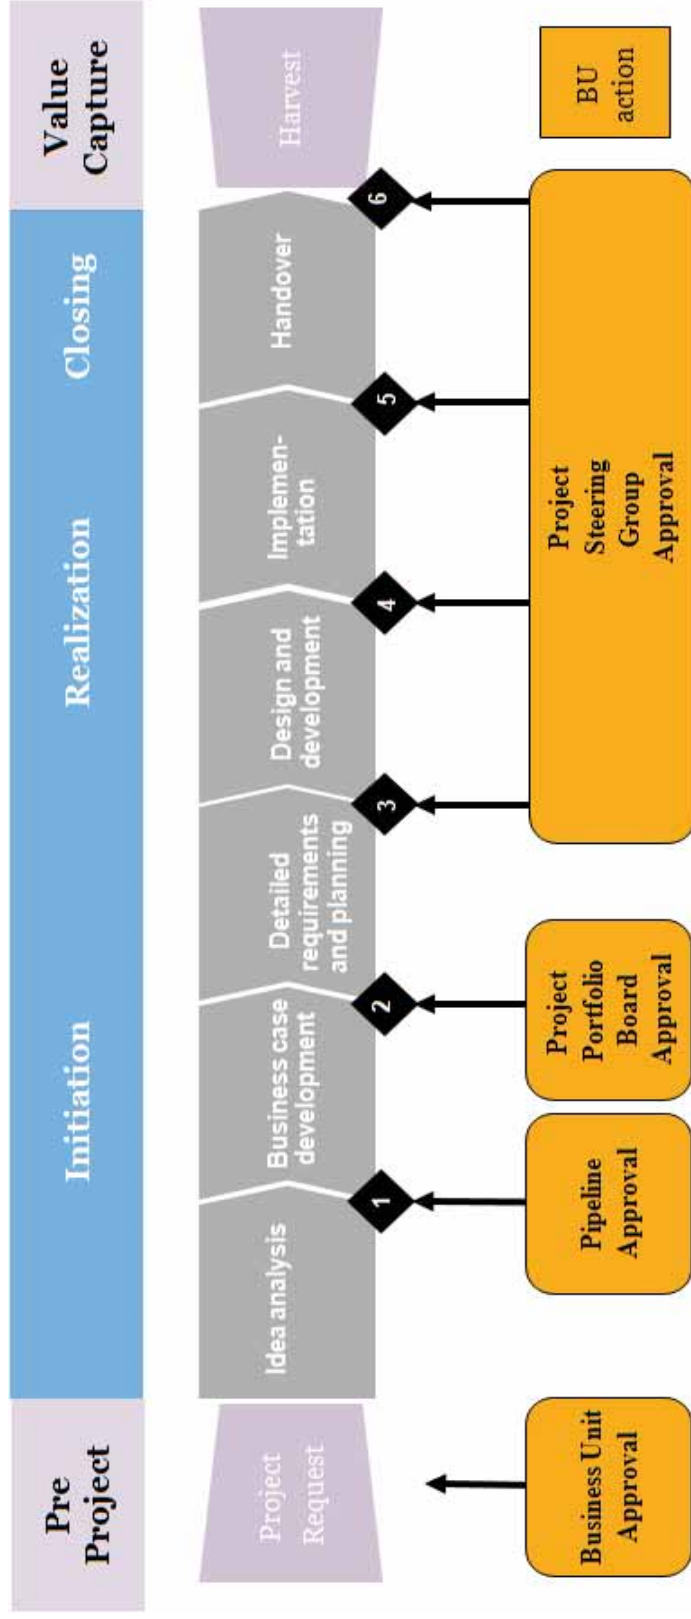 Pre
Project
Initiation
Realization
Closing
Value
Capture
Project
Request
Idea analysis
Business case
development
Detailed
requirements
and planning
Design and
development
Implemen-
tation
Handover
Harvest
1
2
3
4
5
6
Business Unit
Approval
Pipeline
Approval
Project
Portfolio
Board
Approval
Project
Steering
Group
Approval
BU
action